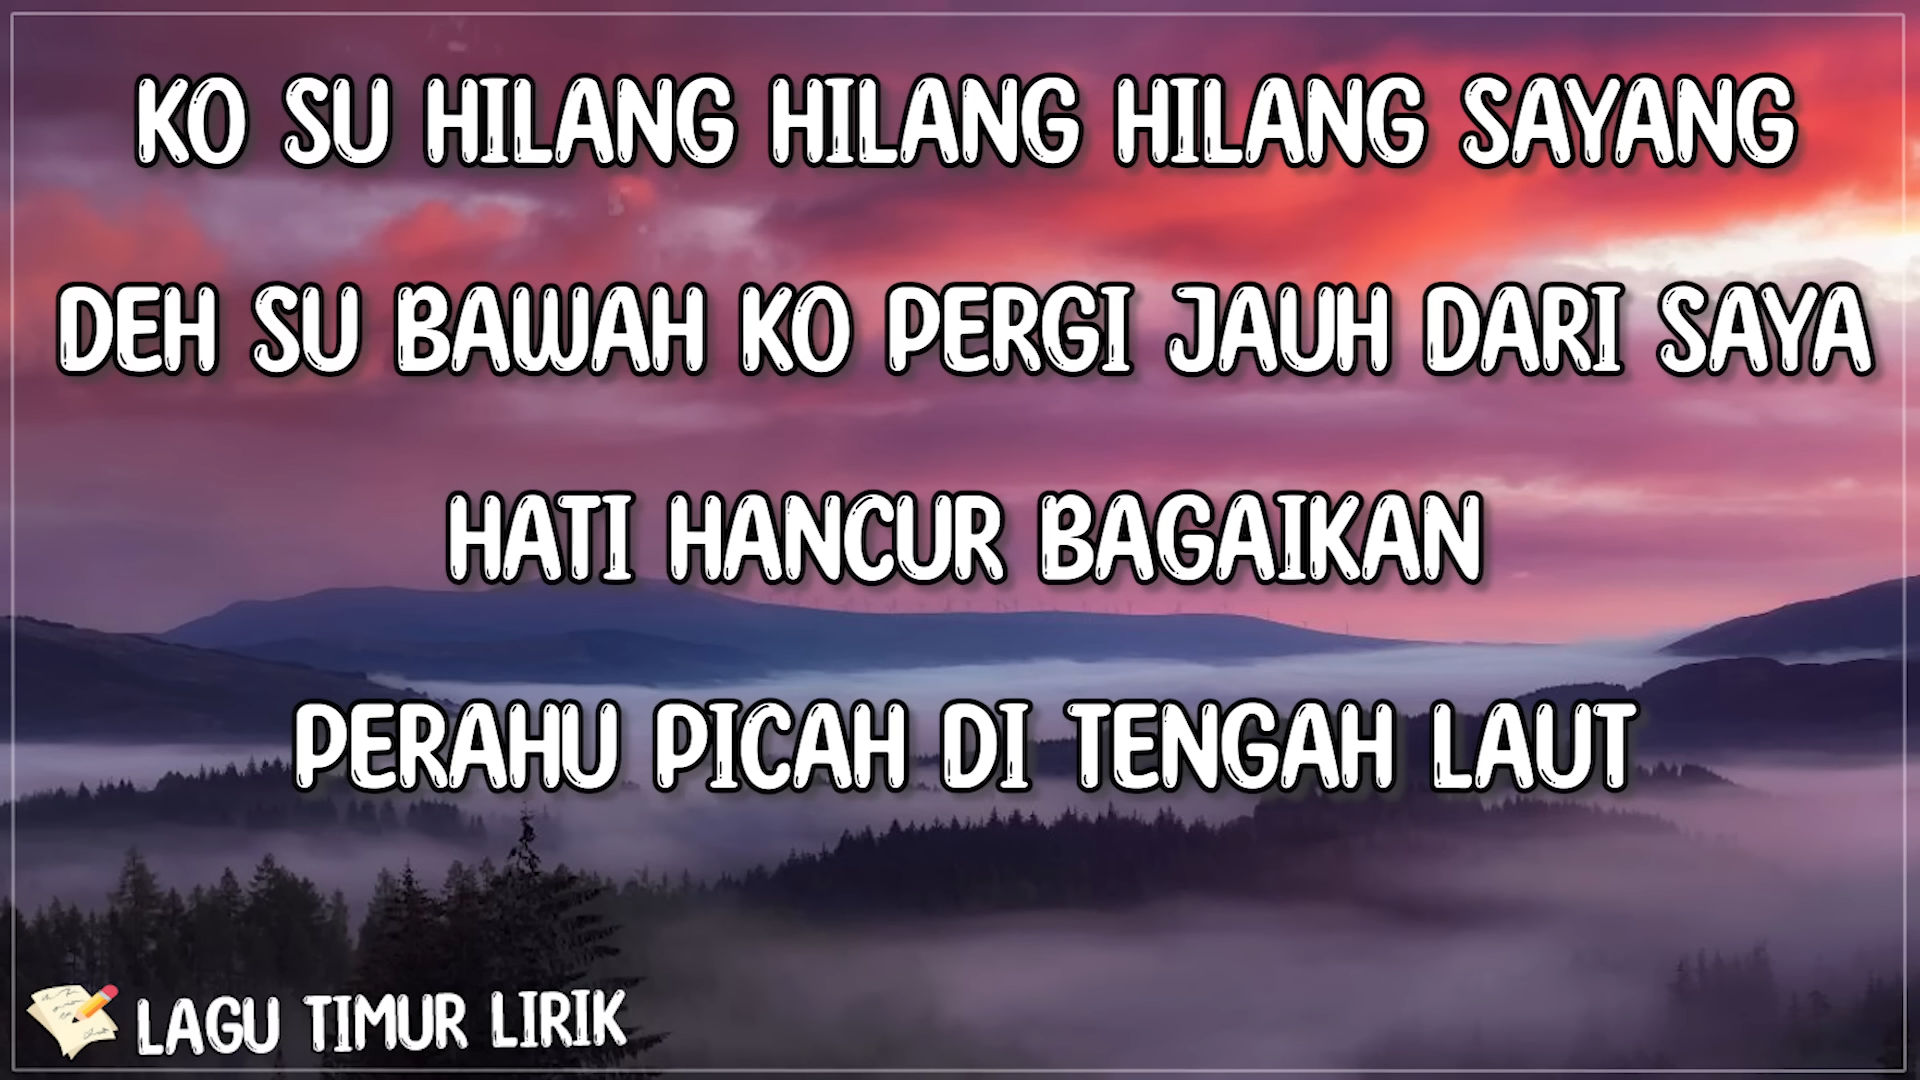 KO SU HILANG HILANG HILANG SAYANG
DEH SU BAWAH KO PERGI JAUH DARI SAYA
HATI HANCUR BAGAIKAN
PERAHU PICAH DI TENGAH LAUT
LAGU TIMUR LIRIK